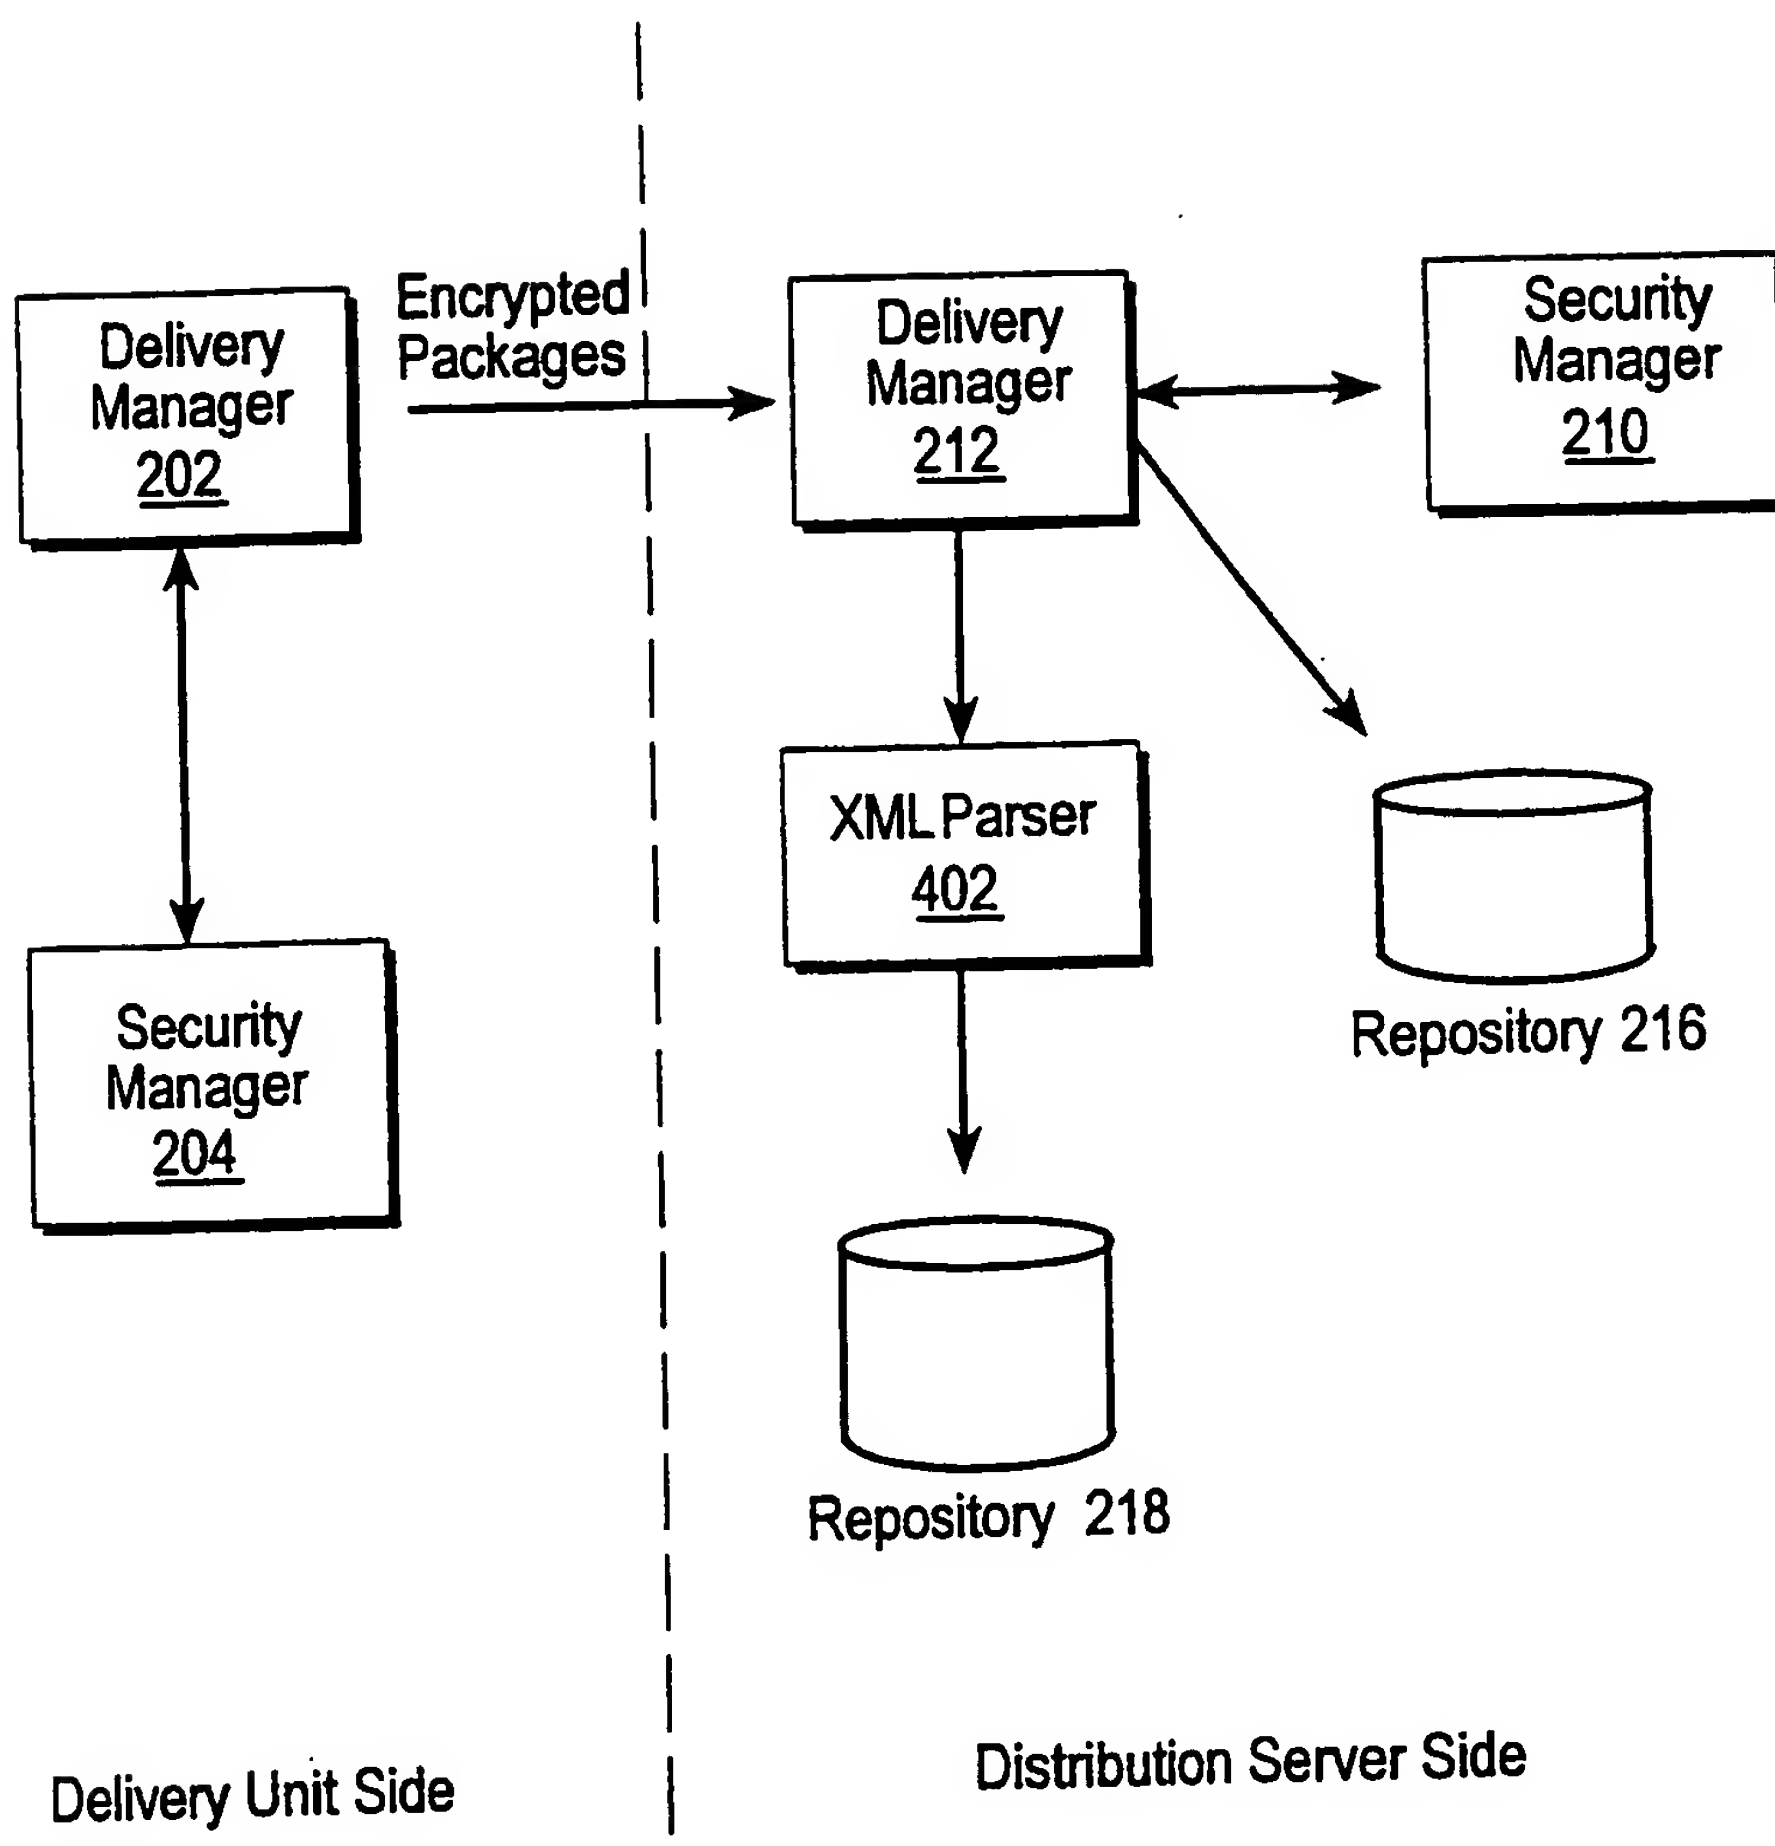 Delivery
Manager
202
Encrypted
Packages
Delivery
Manager
212
Security
Manager
210
XML Parser
402
Repository 216
Security
Manager
204
Repository 218
Delivery Unit Side
Distribution Server Side